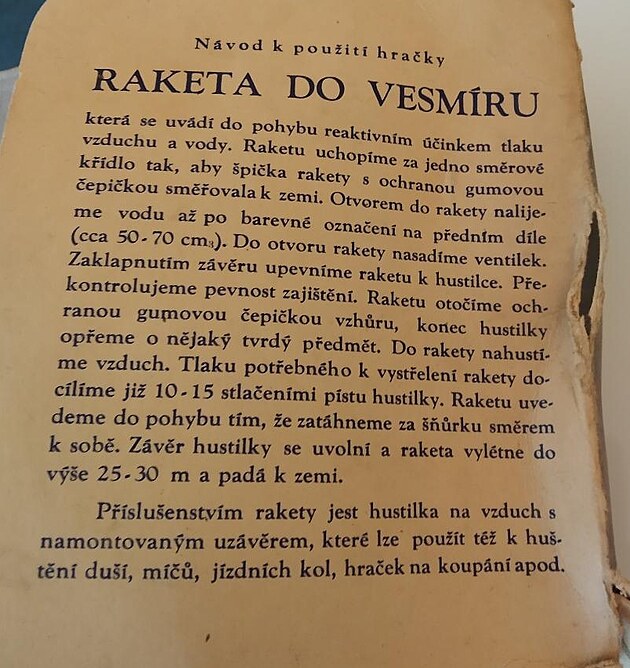 Návod k použití hračky
RAKETA DO VESMÍRU
která se uvádí do pohybu reaktivním účinkem tlaku
vzduchu a vody. Raketu uchopíme za jedno směrové
křídlo tak, aby špička rakety s ochranou gumovou
čepičkou směřovala k zemi. Otvorem do rakety nalije-
me vodu až po barevné označení na předním díle
(cca 50-70 cm₃). Do otvoru rakety nasadíme ventilek.
Zaklapnutím závěru upevníme raketu k hustilce. Pře-
kontrolujeme pevnost zajištění. Raketu otočíme och-
ranou gumovou čepičkou vzhůru, konec hustilky
opřeme o nějaký tvrdý předmět. Do rakety nahustí-
me vzduch. Tlaku potřebného k vystřelení rakety do-
cílíme již 10-15 stlačeními pístu hustilky. Raketu uve-
deme do pohybu tím, že zatáhneme za šňůrku směrem
k sobě. Závěr hustilky se uvolní a raketa vylétne do
výše 25-30 m a padá k zemi.
Příslušenstvím rakety jest hustilka na vzduch s
namontovaným uzávěrem, které lze použít též k huš-
tění duší, míčů, jízdních kol, hraček na koupání apod.